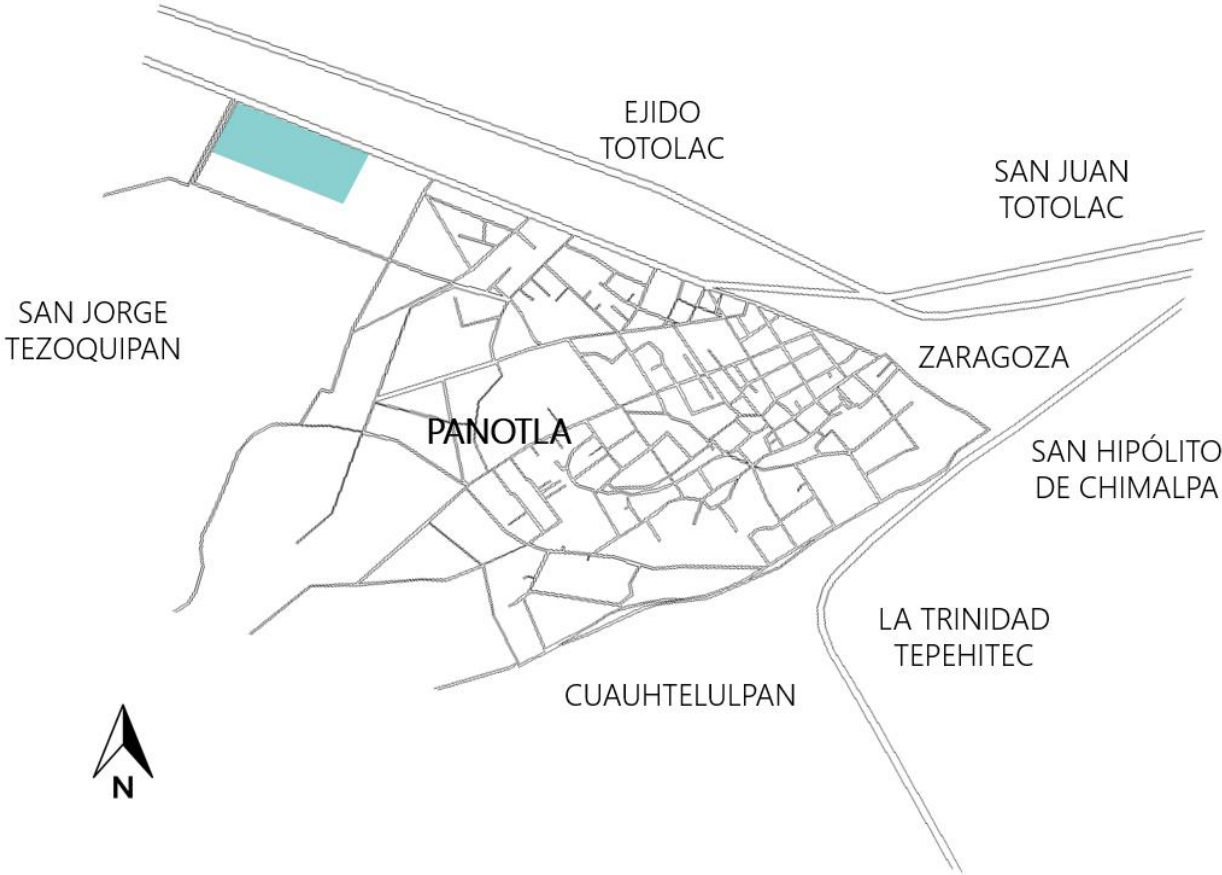 EJIDO
TOTOLAC
SAN JUAN
TOTOLAC
SAN JORGE
TEZOQUIPAN
ZARAGOZA
PANOTLA
SAN HIPÓLITO
DE CHIMALPA
LA TRINIDAD
TEPEHITEC
CUAUHTELULPAN
N